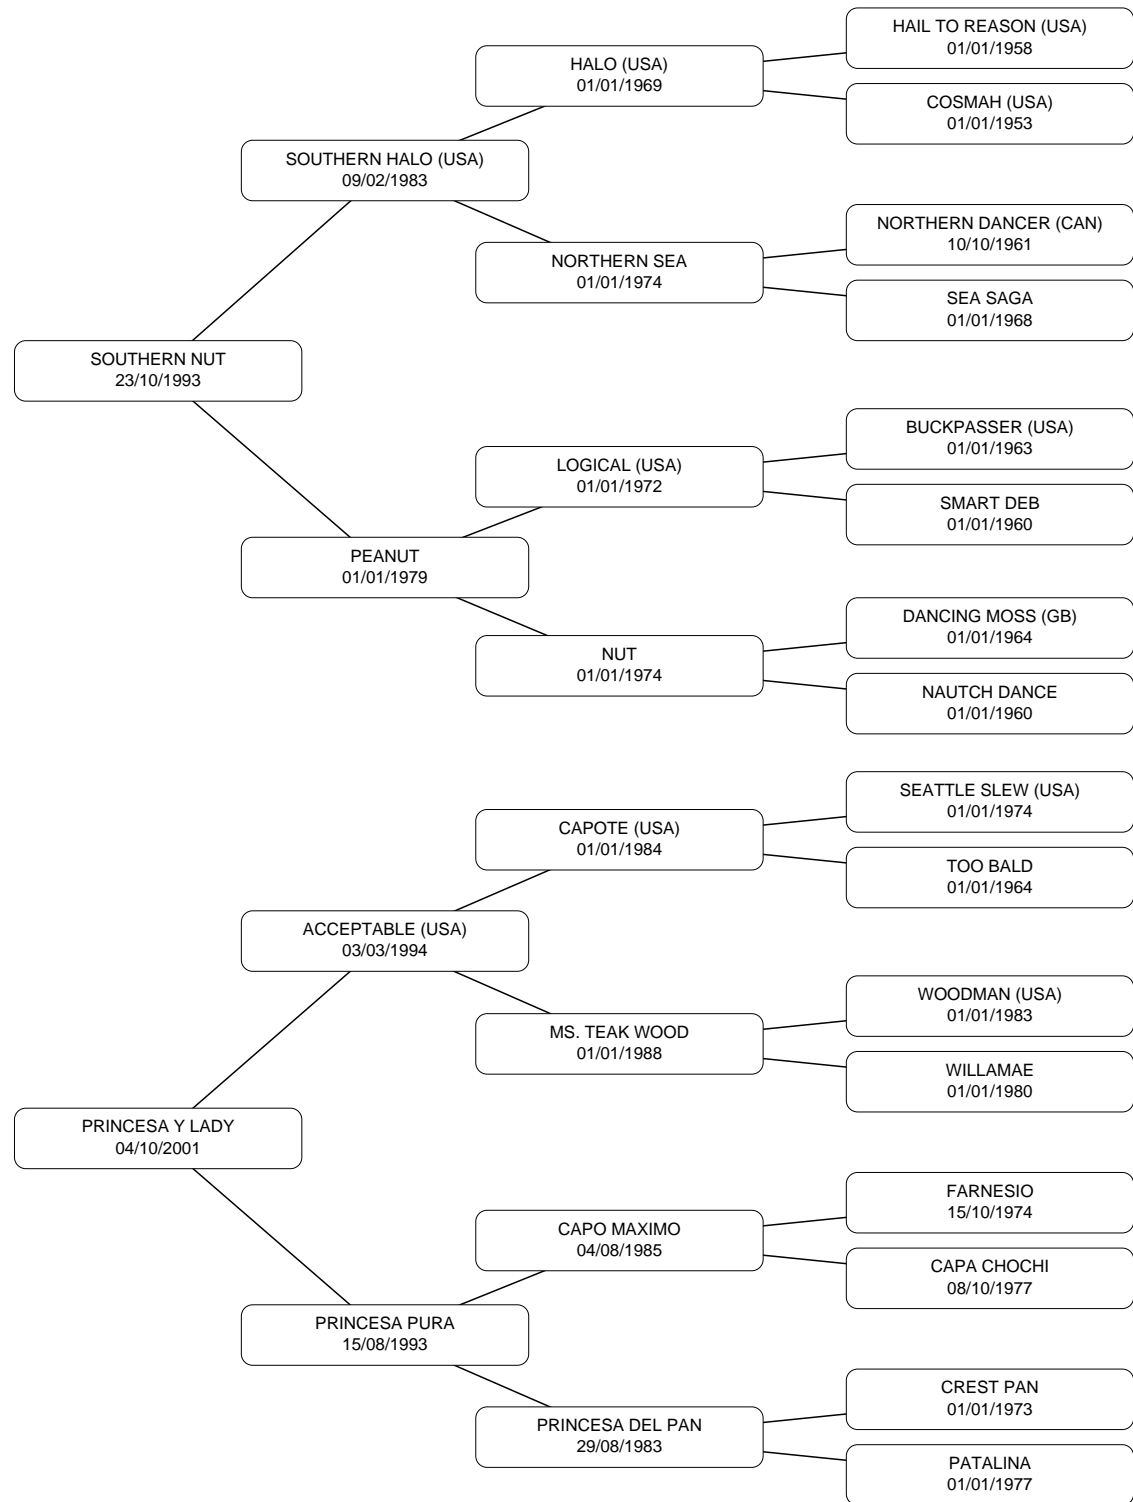 HAIL TO REASON (USA)
01/01/1958
HALO (USA)
01/01/1969
COSMAH (USA)
01/01/1953
SOUTHERN HALO (USA)
09/02/1983
NORTHERN DANCER (CAN)
10/10/1961
NORTHERN SEA
01/01/1974
SEA SAGA
01/01/1968
SOUTHERN NUT
23/10/1993
BUCKPASSER (USA)
01/01/1963
LOGICAL (USA)
01/01/1972
SMART DEB
01/01/1960
PEANUT
01/01/1979
DANCING MOSS (GB)
01/01/1964
NUT
01/01/1974
NAUTCH DANCE
01/01/1960
SEATTLE SLEW (USA)
01/01/1974
CAPOTE (USA)
01/01/1984
TOO BALD
01/01/1964
ACCEPTABLE (USA)
03/03/1994
WOODMAN (USA)
01/01/1983
MS. TEAK WOOD
01/01/1988
WILLAMAE
01/01/1980
PRINCESA Y LADY
04/10/2001
FARNESIO
15/10/1974
CAPO MAXIMO
04/08/1985
CAPA CHOCHI
08/10/1977
PRINCESA PURA
15/08/1993
CREST PAN
01/01/1973
PRINCESA DEL PAN
29/08/1983
PATALINA
01/01/1977